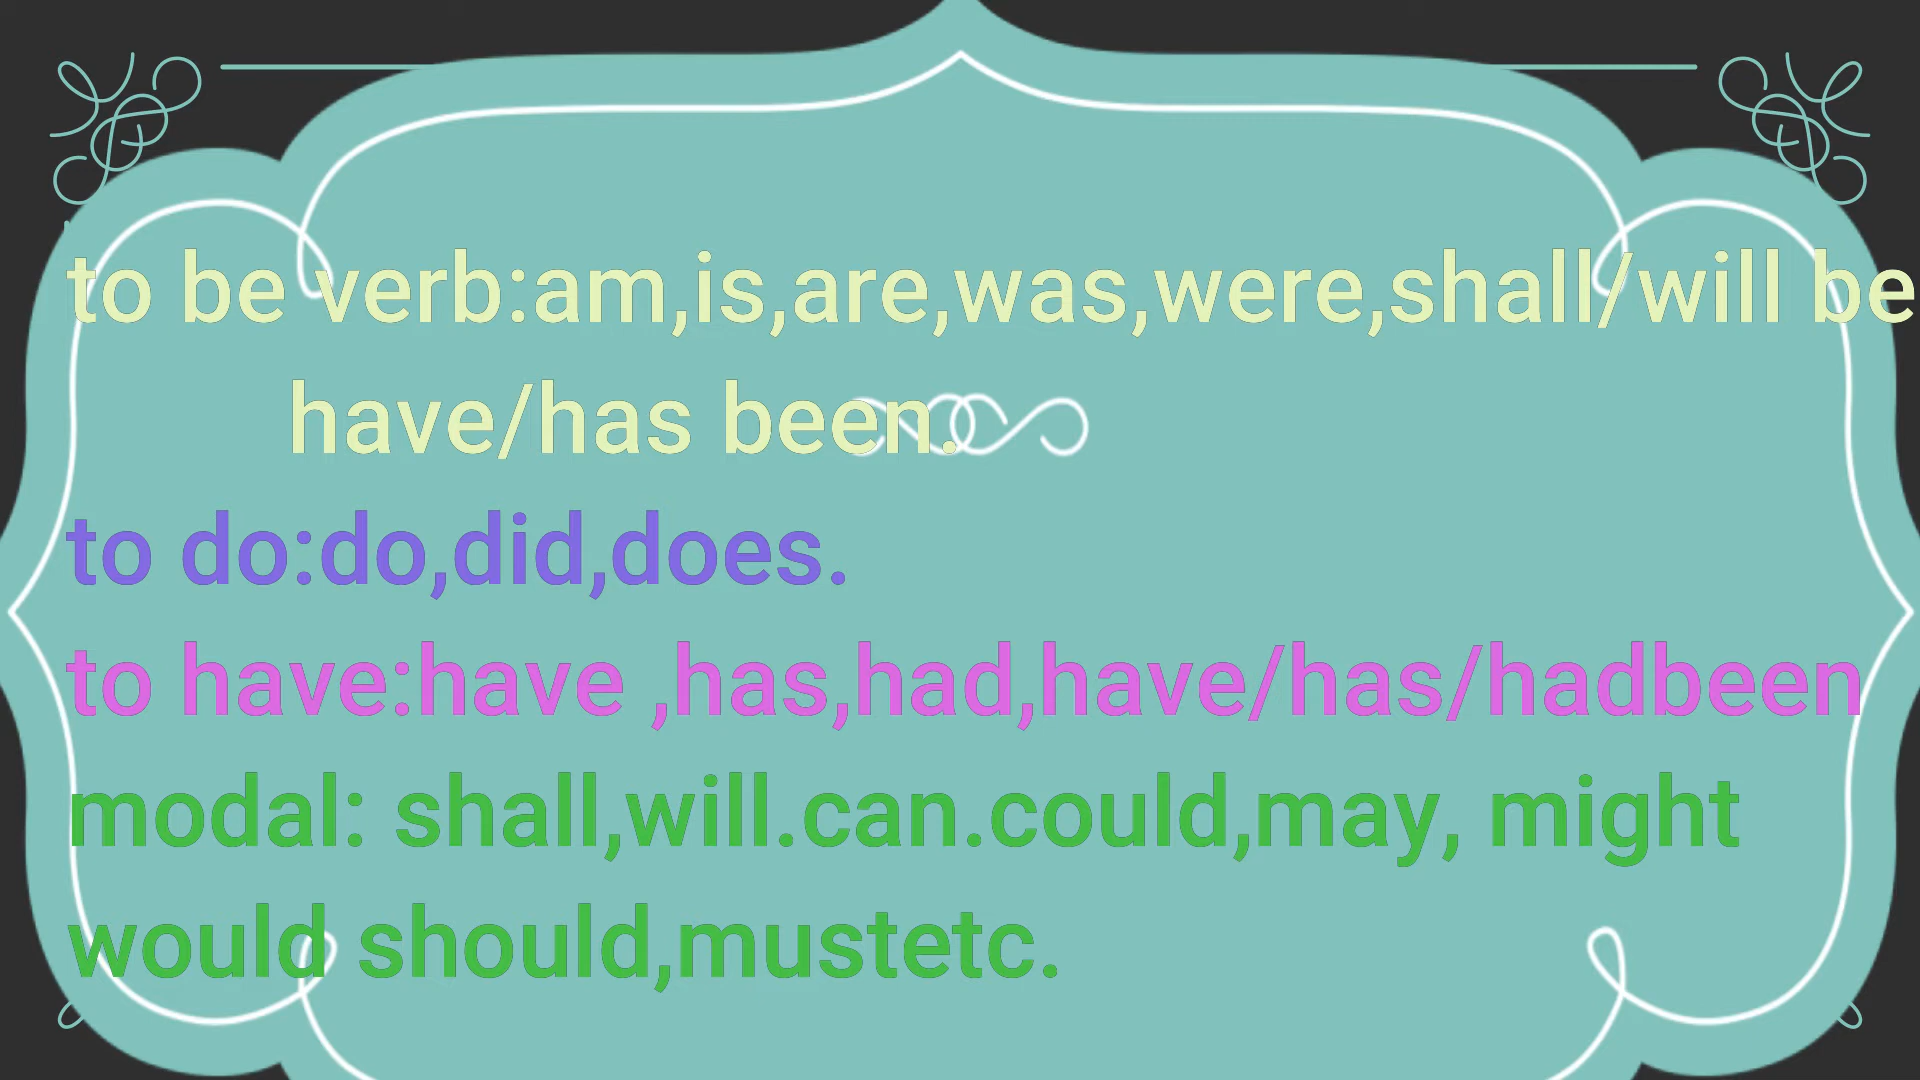 to be verb:am,is,are,was,were,shall/will be
have/has been.
to do:do,did,does.
to have:have ,has,had,have/has/hadbeen
modal: shall,will.can.could,may, might
would should,mustetc.